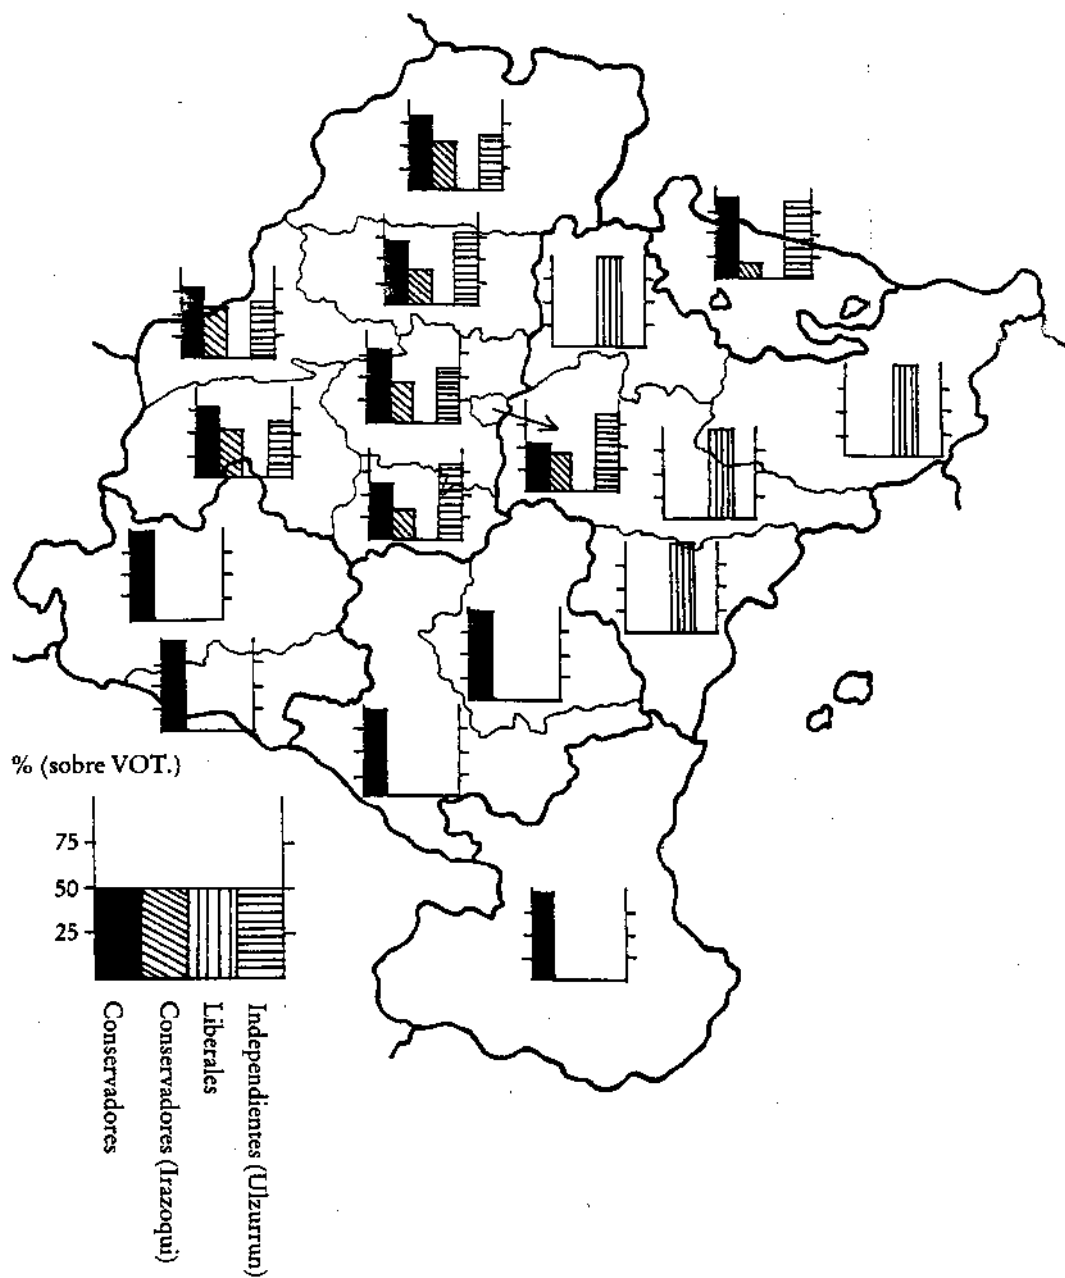 % (sobre VOT.)
75
50
25
Conservadores
Conservadores (Irazoqui)
Liberales
Independientes (Ulzurrun)